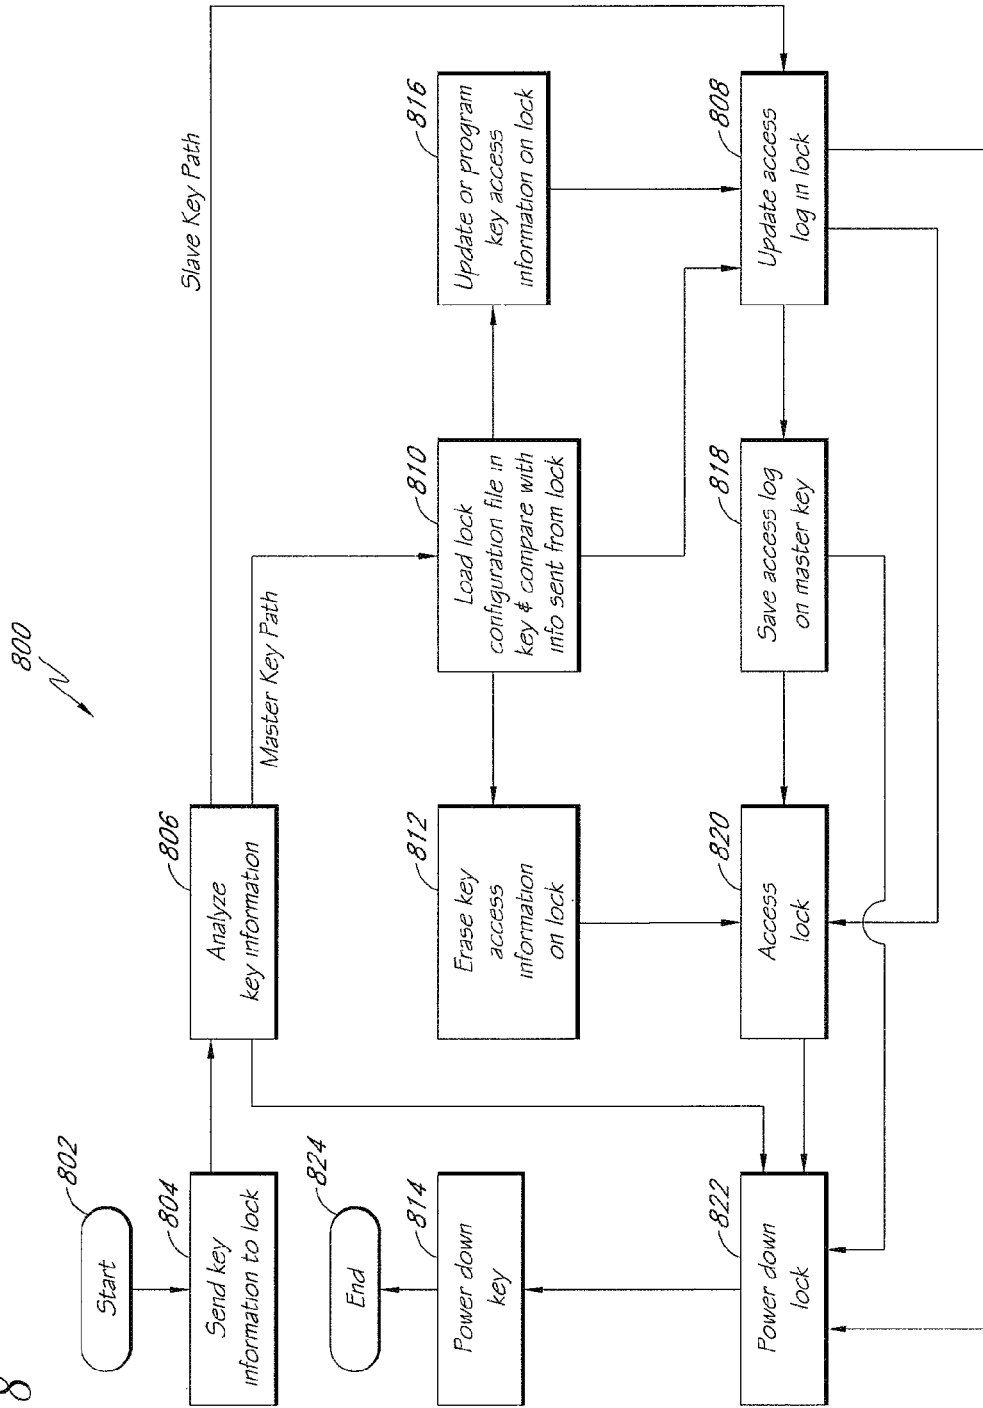 8
800
802
Start
804
Send key
information to lock
806
Analyze
key information
Slave Key Path
Master Key Path
824
End
814
Power down
key
812
Erase key
access
information
on lock
810
Load lock
configuration file in
key & compare with
info sent from lock
816
Update or program
key access
information on lock
822
Power down
lock
820
Access
lock
818
Save access log
on master key
808
Update access
log in lock